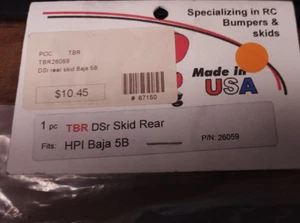 Specializing in RC
Bumpers &
skids
POC TBR
TBR26059
DSr rear skid Baja 5B
$10.45
# 67150
Made in
USA
1 pc TBR DSr Skid Rear
Fits: HPI Baja 5B
P/N: 26059